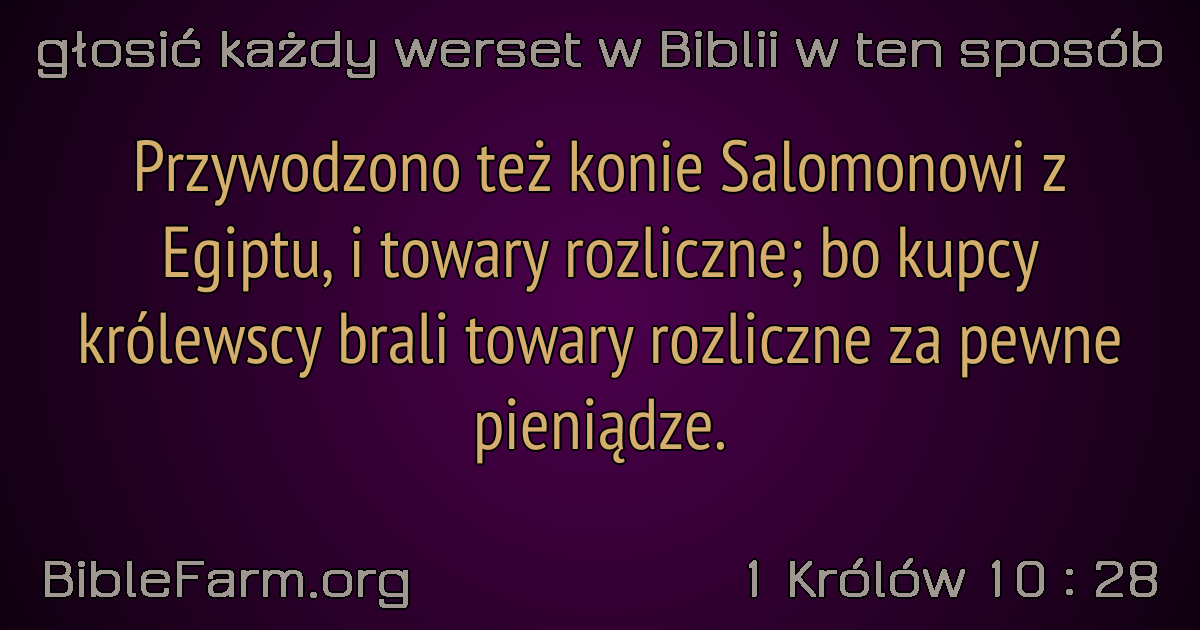 głosić każdy werset w Biblii w ten sposób
Przywodzono też konie Salomonowi z
Egiptu, i towary rozliczne; bo kupcy
królewscy brali towary rozliczne za pewne
pieniądze.
BibleFarm.org
1 Królów 10 : 28